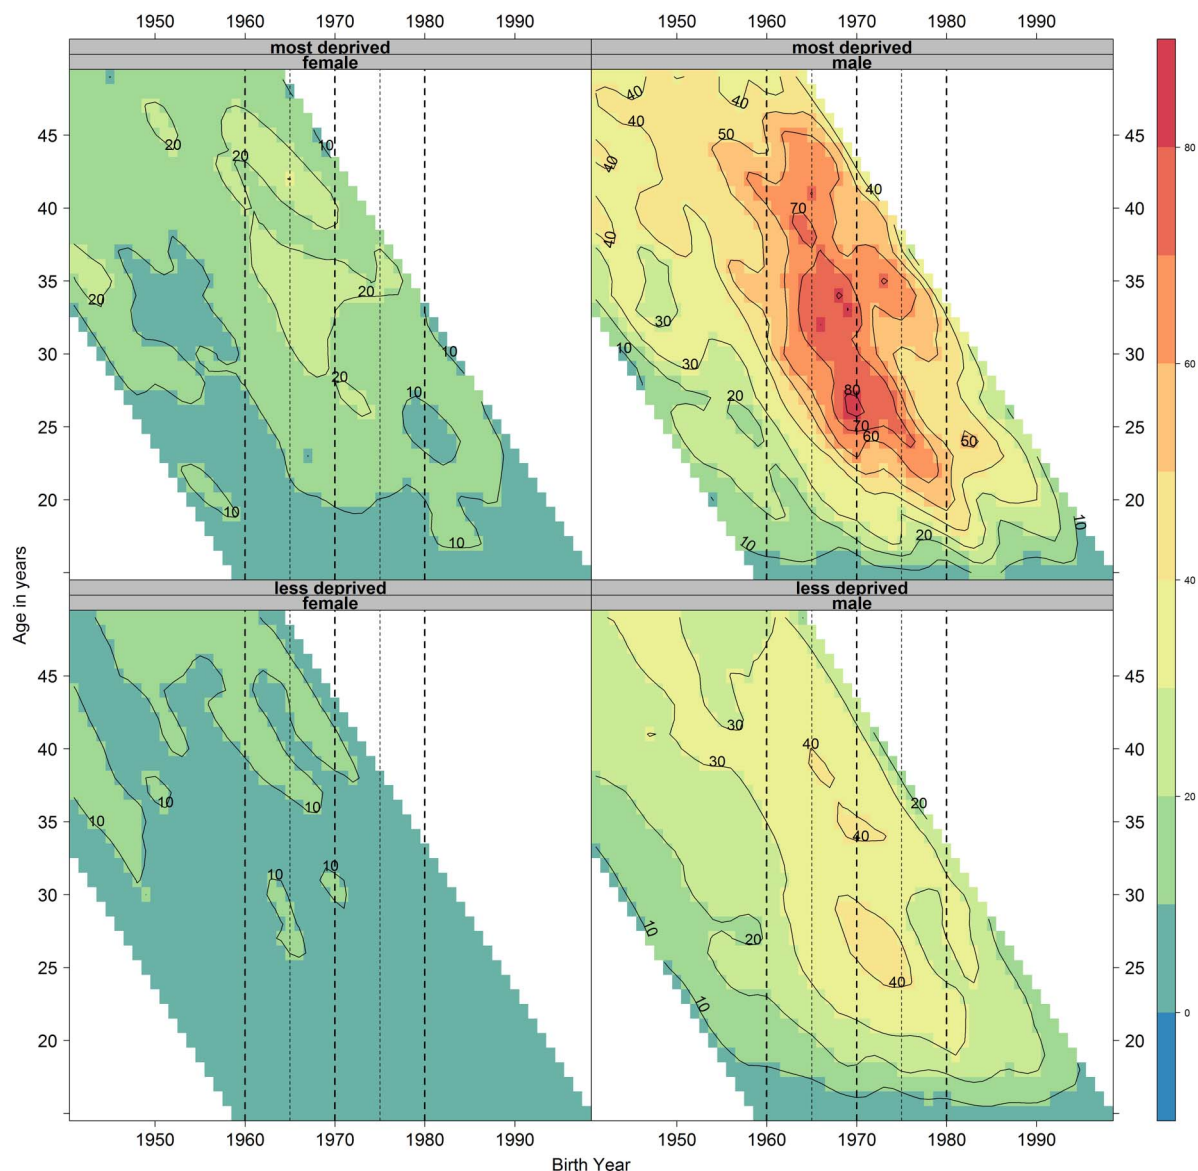 1950 1960 1970 1980 1990 1950 1960 1970 1980 1990
most deprived most deprived
female male
40 40
45 20 50 40 45 80
20 10 40
40 40 70 40
40 40
35 20 20 35 60
30
30 10 10 30 30
20 10 20 80
25 70 60 50 25 40
20 10 20
10 10 20 10
less deprived less deprived
female male
Age in years
45 30 45
40 30 40 40
10 20 20
35 10 10 40 35
30 10 10 30
10 20
25 40 25
10
20 20 0
1950 1960 1970 1980 1990 1950 1960 1970 1980 1990
Birth Year